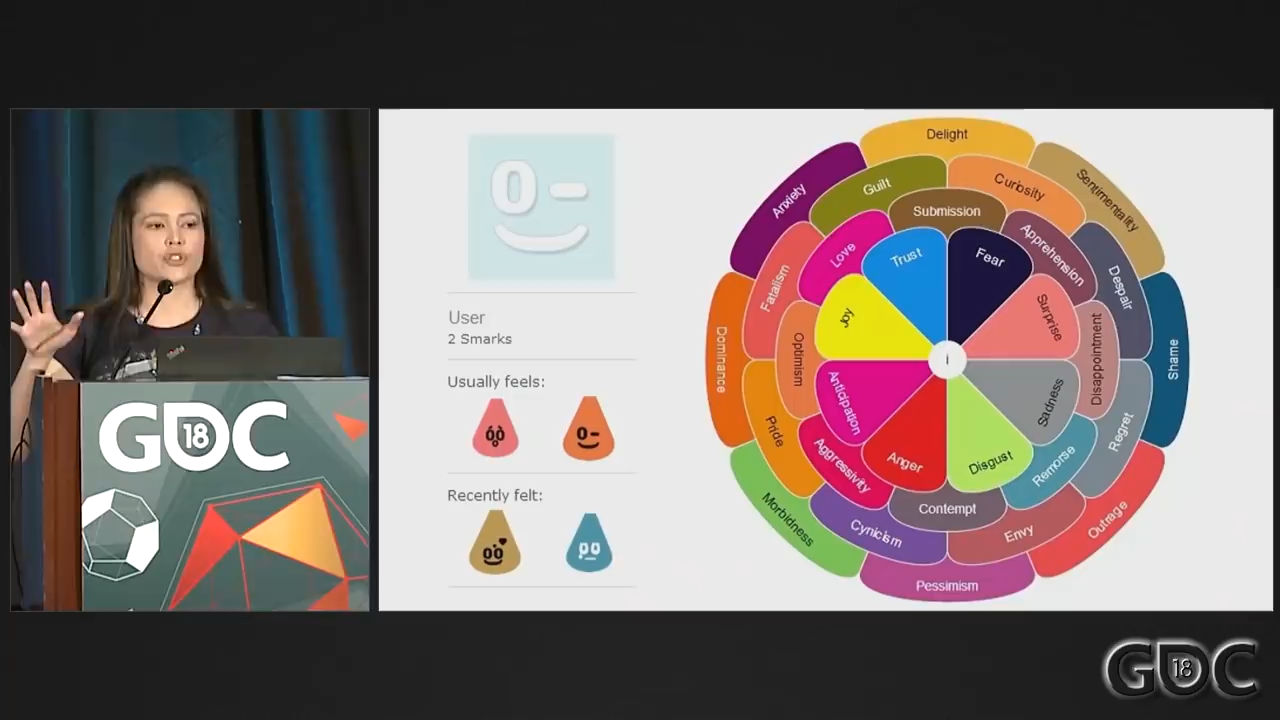 GDC
18
0 -
User
2 Smarks
Usually feels:
Recently felt:
Delight
Sentimentality
Shame
Outrage
Pessimism
Morbidness
Dominance
Anxiety
Guilt
Curiosity
Despair
Disappointment
Regret
Envy
Cynicism
Pride
Fatalism
Submission
Apprehension
Remorse
Contempt
Aggressivity
Optimism
Love
Trust
Fear
Surprise
Sadness
Disgust
Anger
Anticipation
Joy
i
GDC
18